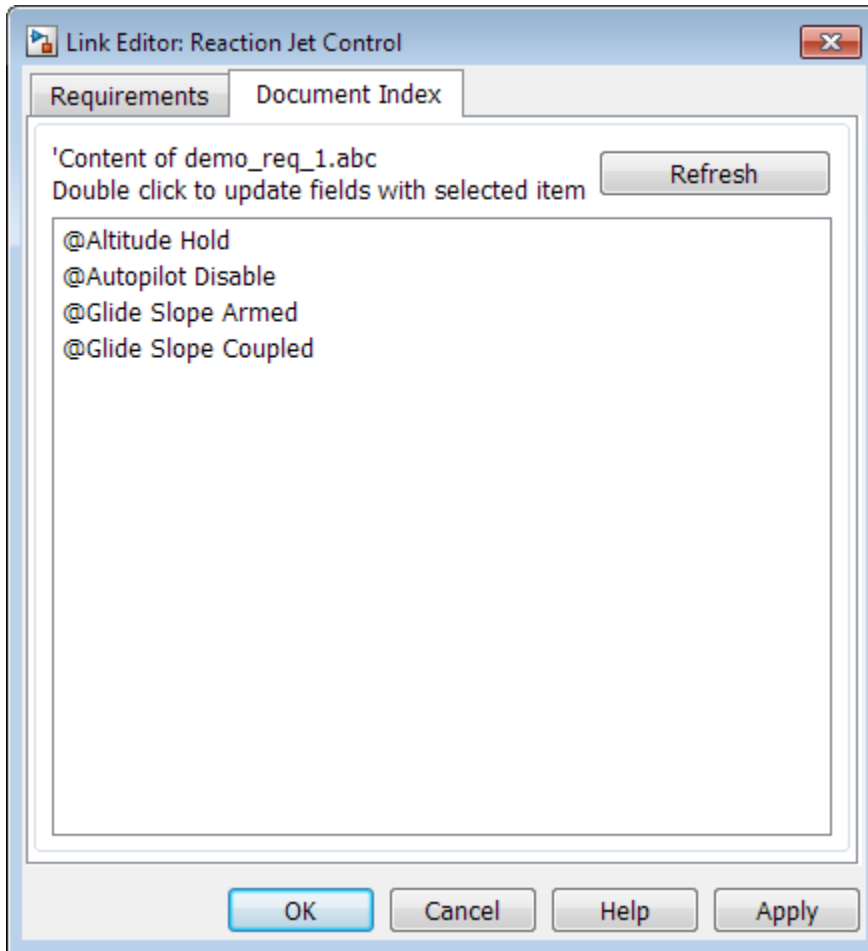 Link Editor: Reaction Jet Control
Requirements
Document Index
'Content of demo_req_1.abc
Double click to update fields with selected item
Refresh
@Altitude Hold
@Autopilot Disable
@Glide Slope Armed
@Glide Slope Coupled
OK
Cancel
Help
Apply